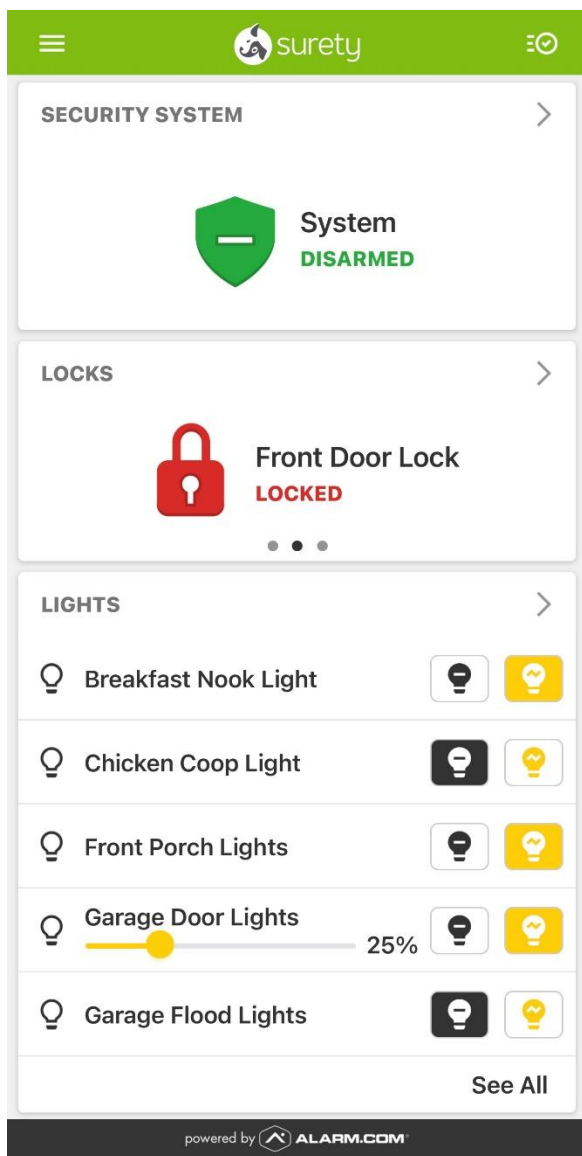 surety
SECURITY SYSTEM
System
DISARMED
LOCKS
Front Door Lock
LOCKED
LIGHTS
Breakfast Nook Light
Chicken Coop Light
Front Porch Lights
Garage Door Lights
25%
Garage Flood Lights
See All
powered by ALARM.COM